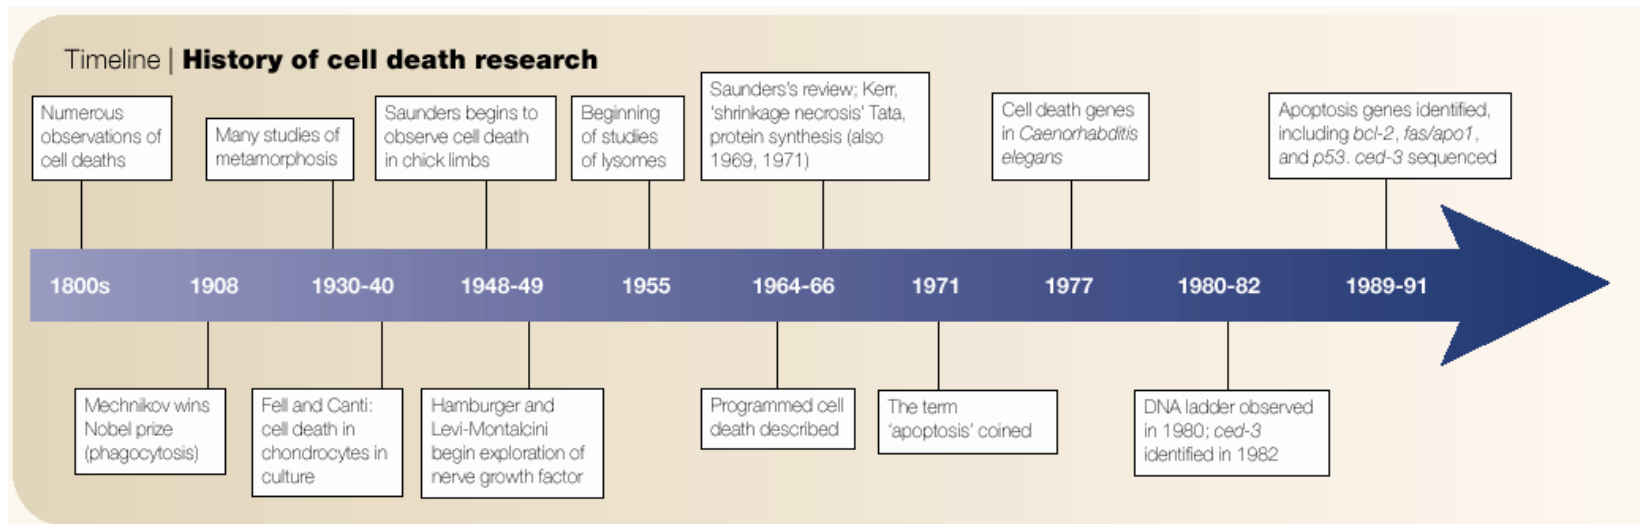 Timeline | History of cell death research
Numerous
observations of
cell deaths
Many studies of
metamorphosis
Saunders begins to
observe cell death
in chick limbs
Beginning
of studies
of lysomes
Saunders's review; Kerr,
'shrinkage necrosis' Tata,
protein synthesis (also
1969, 1971)
Cell death genes
in Caenorhabditis
elegans
Apoptosis genes identified,
including bcl-2, fas/apo1,
and p53. ced-3 sequenced
1800s
1908
1930-40
1948-49
1955
1964-66
1971
1977
1980-82
1989-91
Mechnikov wins
Nobel prize
(phagocytosis)
Fell and Canti:
cell death in
chondrocytes in
culture
Hamburger and
Levi-Montalcini
begin exploration of
nerve growth factor
Programmed cell
death described
The term
'apoptosis' coined
DNA ladder observed
in 1980; ced-3
identified in 1982